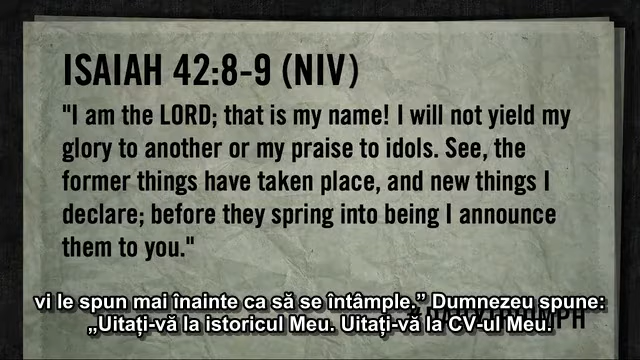 ISAIAH 42:8-9 (NIV)
"I am the LORD; that is my name! I will not yield my
glory to another or my praise to idols. See, the
former things have taken place, and new things I
declare; before they spring into being I announce
them to you."
vi le spun mai înainte ca să se întâmple.” Dumnezeu spune:
„Uitați-vă la istoricul Meu. Uitați-vă la CV-ul Meu.